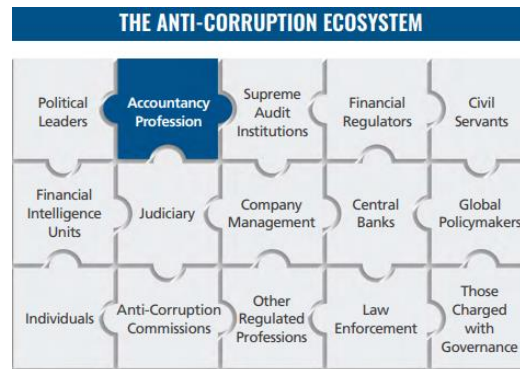 THE ANTI-CORRUPTION ECOSYSTEM
Political
Leaders
Accountancy
Profession
Supreme
Audit
Institutions
Financial
Regulators
Civil
Servants
Financial
Intelligence
Units
Judiciary
Company
Management
Central
Banks
Global
Policymakers
Individuals
Anti-Corruption
Commissions
Other
Regulated
Professions
Law
Enforcement
Those
Charged
with
Governance